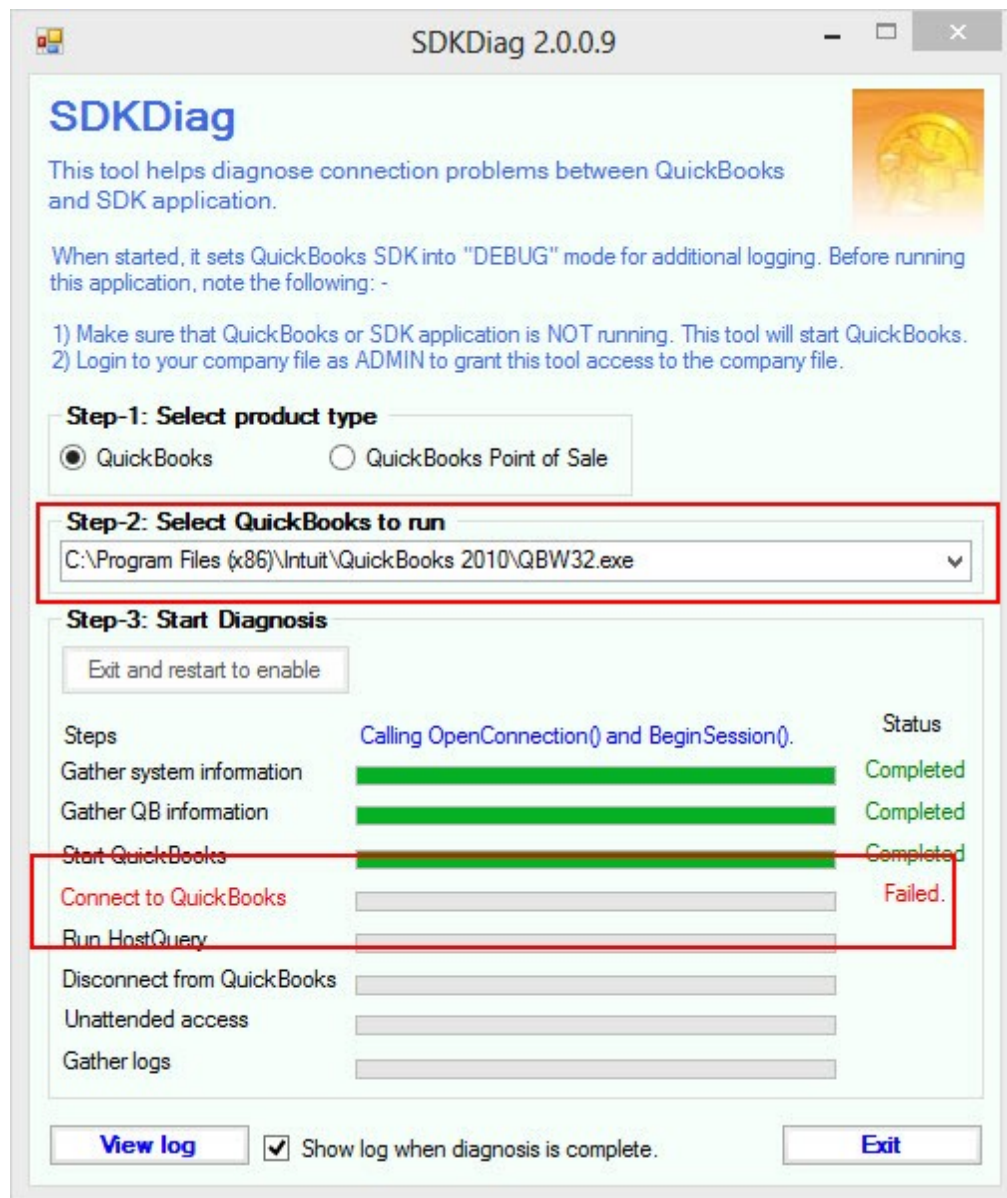 SDKDiag 2.0.0.9
SDKDiag
This tool helps diagnose connection problems between QuickBooks
and SDK application.
When started, it sets QuickBooks SDK into "DEBUG" mode for additional logging. Before running
this application, note the following: -
1) Make sure that QuickBooks or SDK application is NOT running. This tool will start QuickBooks.
2) Login to your company file as ADMIN to grant this tool access to the company file.
Step-1: Select product type
QuickBooks QuickBooks Point of Sale
Step-2: Select QuickBooks to run
C:\Program Files (x86)\Intuit\QuickBooks 2010\QBW32.exe
Step-3: Start Diagnosis
Exit and restart to enable
Steps Calling OpenConnection() and BeginSession(). Status
Gather system information Completed
Gather QB information Completed
Start QuickBooks Completed
Connect to QuickBooks Failed.
Run HostQuery
Disconnect from QuickBooks
Unattended access
Gather logs
View log Show log when diagnosis is complete. Exit